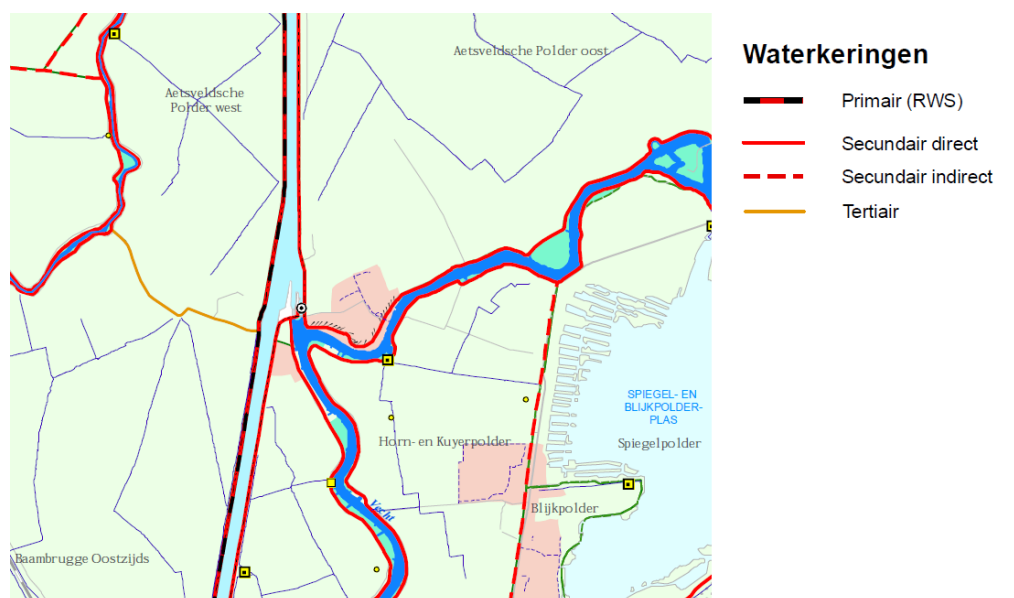 Aetsveldsche Polder oost
Aetsveldsche
Polder west
SPIEGEL- EN
BLIJKPOLDER-
PLAS
Spiegelpolder
Horn- en Kuyerpolder
Blijkpolder
Vecht
Baambrugge Oostzijds
Waterkeringen
Primair (RWS)
Secundair direct
Secundair indirect
Tertiair